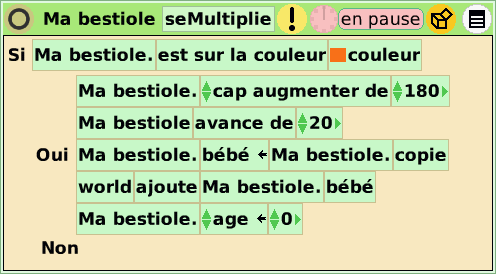 Ma bestiole seMultiplie ! en pause
Si Ma bestiole. est sur la couleur couleur
Ma bestiole. cap augmenter de 180
Ma bestiole avance de 20
Oui Ma bestiole. bébé ← Ma bestiole. copie
world ajoute Ma bestiole. bébé
Ma bestiole. age ← 0
Non